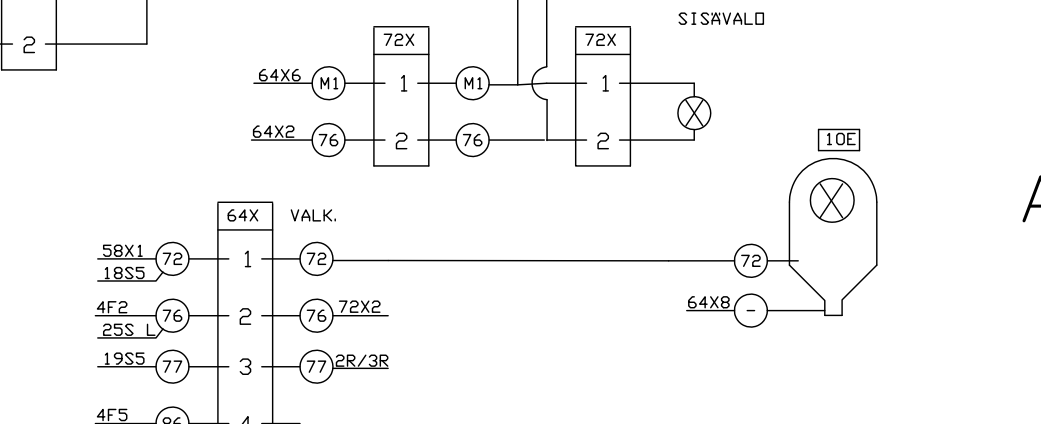 SISÄVALO
2
72X
72X
64X6 M1 1 M1 1
64X2 76 2 76 2
10E
64X VALK.
58X1 72 1 72 72
18S5
4F2 76 2 76 72X2 64X8 -
25S L
19S5 77 3 77 2R/3R
4F5 86 4